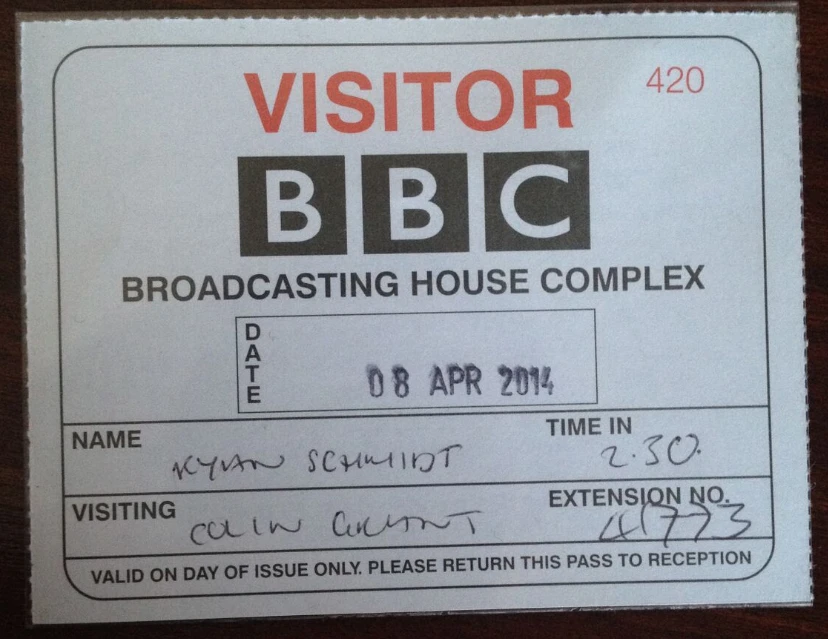 VISITOR 420
BBC
BROADCASTING HOUSE COMPLEX
DATE
08 APR 2014
NAME TIME IN
SCHMIDT 2.30.
VISITING EXTENSION NO.
COLIN GRANT 41773
VALID ON DAY OF ISSUE ONLY. PLEASE RETURN THIS PASS TO RECEPTION